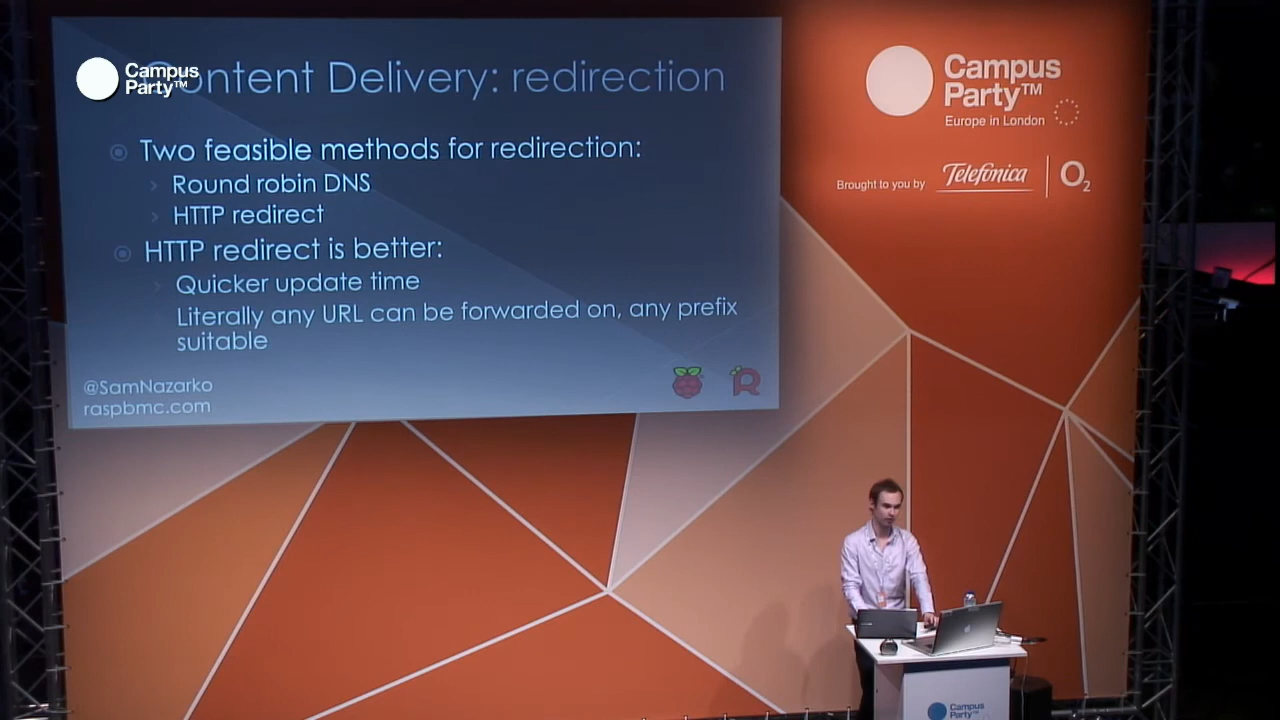 Campus
Party™
Content Delivery: redirection
Two feasible methods for redirection:
Round robin DNS
HTTP redirect
HTTP redirect is better:
Quicker update time
Literally any URL can be forwarded on, any prefix
suitable
@SamNazarko
raspbmc.com
Campus
Party™
Europe in London
Brought to you by Telefónica O2
Campus
Party™